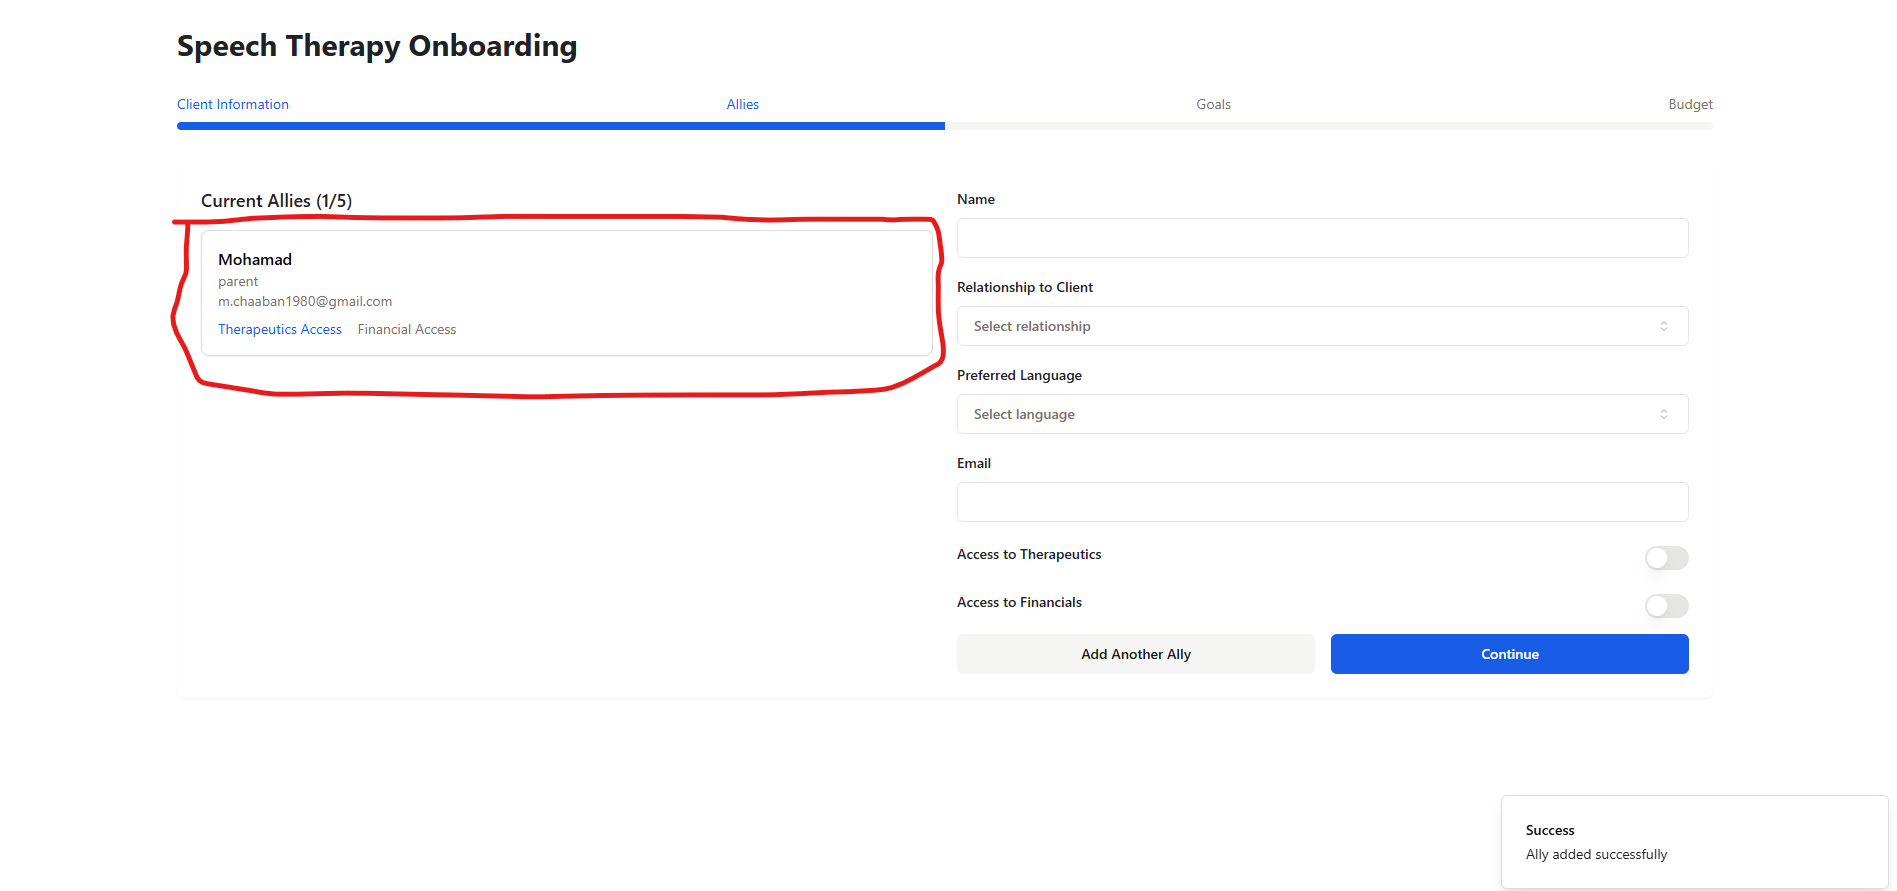 Speech Therapy Onboarding
Client Information
Allies
Goals
Budget
Current Allies (1/5)
Mohamad
parent
m.chaaban1980@gmail.com
Therapeutics Access Financial Access
Name
Relationship to Client
Select relationship
Preferred Language
Select language
Email
Access to Therapeutics
Access to Financials
Add Another Ally
Continue
Success
Ally added successfully